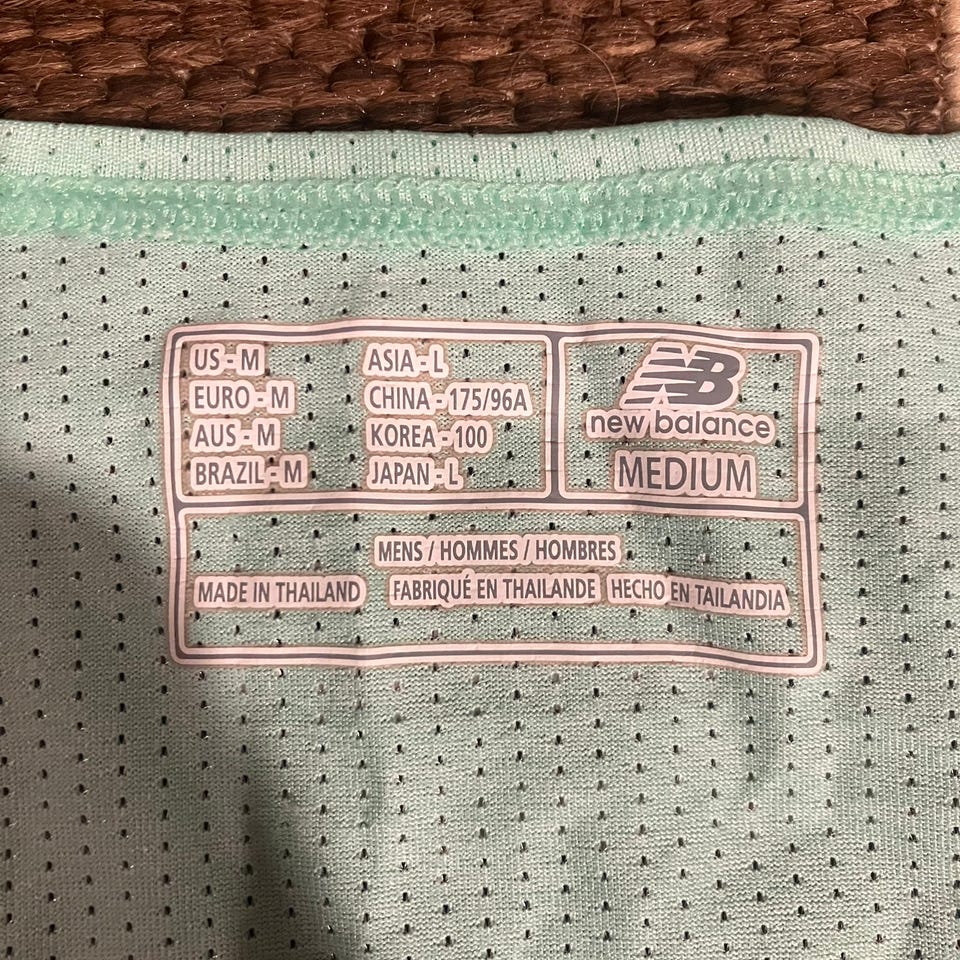 US - M
EURO - M
AUS - M
BRAZIL - M
ASIA - L
CHINA - 175/96A
KOREA - 100
JAPAN - L
NB
new balance
MEDIUM
MENS / HOMMES / HOMBRES
MADE IN THAILAND FABRIQUÉ EN THAILANDE HECHO EN TAILANDIA